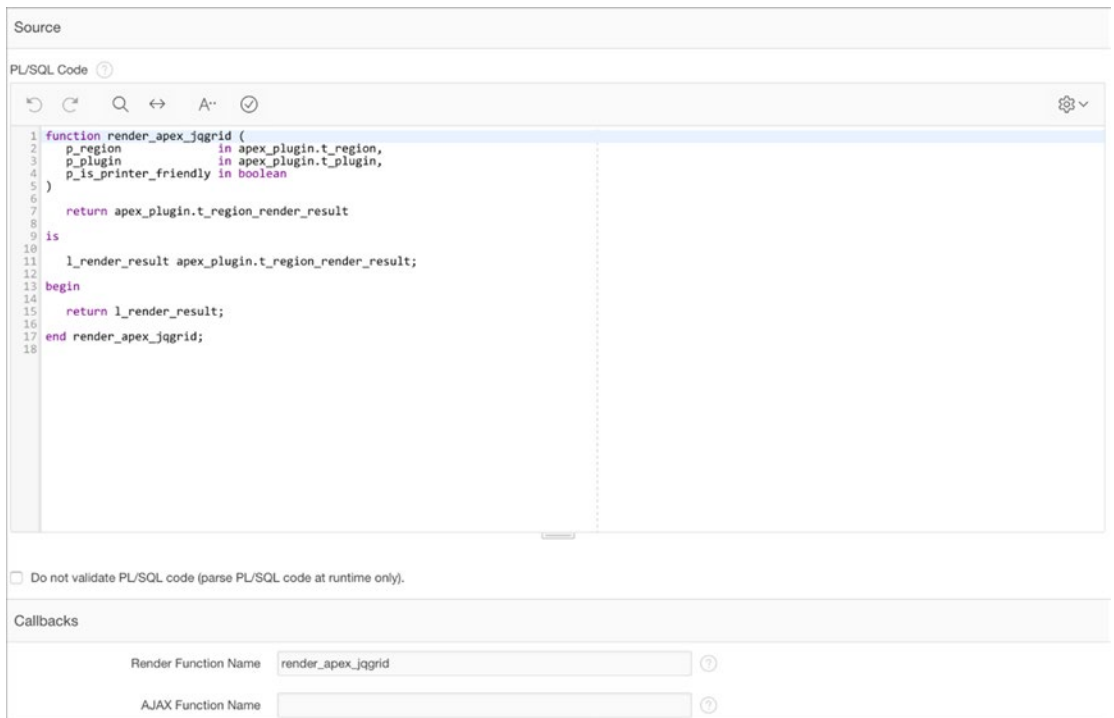 Source
PL/SQL Code ?
A··
1 function render_apex_jqgrid (
2 p_region in apex_plugin.t_region,
3 p_plugin in apex_plugin.t_plugin,
4 p_is_printer_friendly in boolean
5 )
6
7 return apex_plugin.t_region_render_result
8
9 is
10
11 l_render_result apex_plugin.t_region_render_result;
12
13 begin
14
15 return l_render_result;
16
17 end render_apex_jqgrid;
18
Do not validate PL/SQL code (parse PL/SQL code at runtime only).
Callbacks
Render Function Name render_apex_jqgrid ?
AJAX Function Name ?